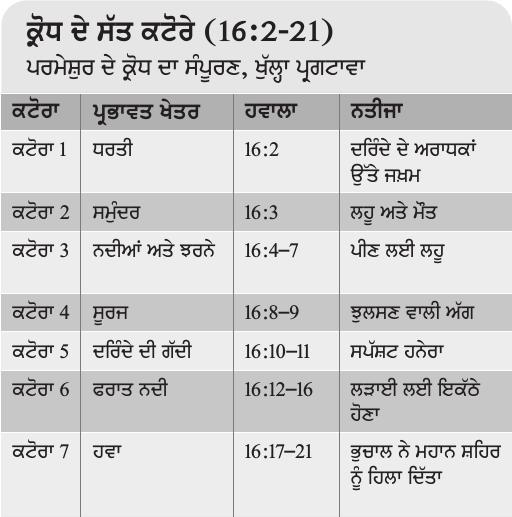 ਕ੍ਰੋਧ ਦੇ ਸੱਤ ਕਟੋਰੇ (16:2-21)
ਪਰਮੇਸ਼ੁਰ ਦੇ ਕ੍ਰੋਧ ਦਾ ਸੰਪੂਰਣ, ਖੁੱਲ੍ਹਾ ਪ੍ਰਗਟਾਵਾ
ਕਟੋਰਾ ਪ੍ਰਭਾਵਤ ਖੇਤਰ ਹਵਾਲਾ ਨਤੀਜਾ
ਕਟੋਰਾ 1 ਧਰਤੀ 16:2 ਦਰਿੰਦੇ ਦੇ ਅਰਾਧਕਾਂ
ਉੱਤੇ ਜਖ਼ਮ
ਕਟੋਰਾ 2 ਸਮੁੰਦਰ 16:3 ਲਹੂ ਅਤੇ ਮੌਤ
ਕਟੋਰਾ 3 ਨਦੀਆਂ ਅਤੇ ਝਰਨੇ 16:4–7 ਪੀਣ ਲਈ ਲਹੂ
ਕਟੋਰਾ 4 ਸੂਰਜ 16:8–9 ਝੁਲਸਣ ਵਾਲੀ ਅੱਗ
ਕਟੋਰਾ 5 ਦਰਿੰਦੇ ਦੀ ਗੱਦੀ 16:10–11 ਸਪੱਸ਼ਟ ਹਨੇਰਾ
ਕਟੋਰਾ 6 ਫਰਾਤ ਨਦੀ 16:12–16 ਲੜਾਈ ਲਈ ਇਕੱਠੇ
ਹੋਣਾ
ਕਟੋਰਾ 7 ਹਵਾ 16:17–21 ਭੁਚਾਲ ਨੇ ਮਹਾਨ ਸ਼ਹਿਰ
ਨੂੰ ਹਿਲਾ ਦਿੱਤਾ